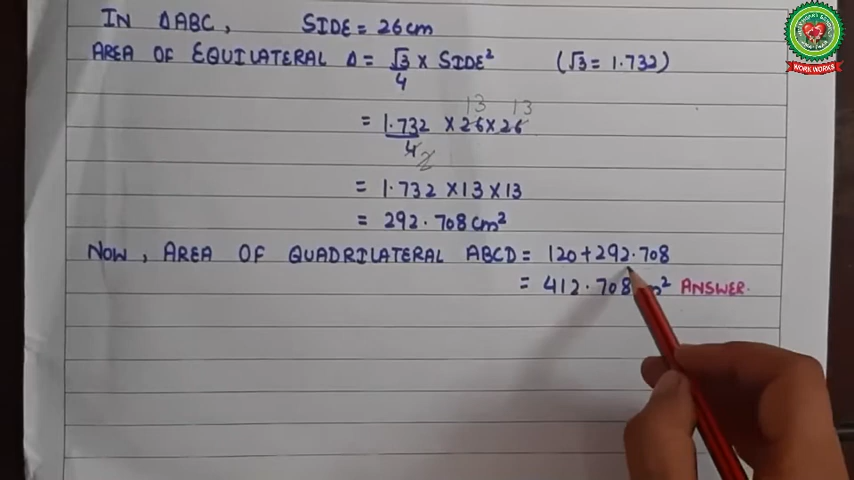 IN ΔABC, SIDE = 26cm
AREA OF EQUILATERAL Δ = √3/4 × SIDE² (√3 = 1.732)
13 13
= 1.732/4 × 26 × 26
2
= 1.732 × 13 × 13
= 292.708 cm²
NOW, AREA OF QUADRILATERAL ABCD = 120 + 292.708
= 412.708 m² ANSWER.
WORK WORKS